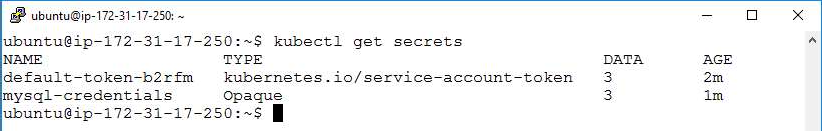 ubuntu@ip-172-31-17-250: ~
ubuntu@ip-172-31-17-250:~$ kubectl get secrets
NAME TYPE DATA AGE
default-token-b2rfm kubernetes.io/service-account-token 3 2m
mysql-credentials Opaque 3 1m
ubuntu@ip-172-31-17-250:~$